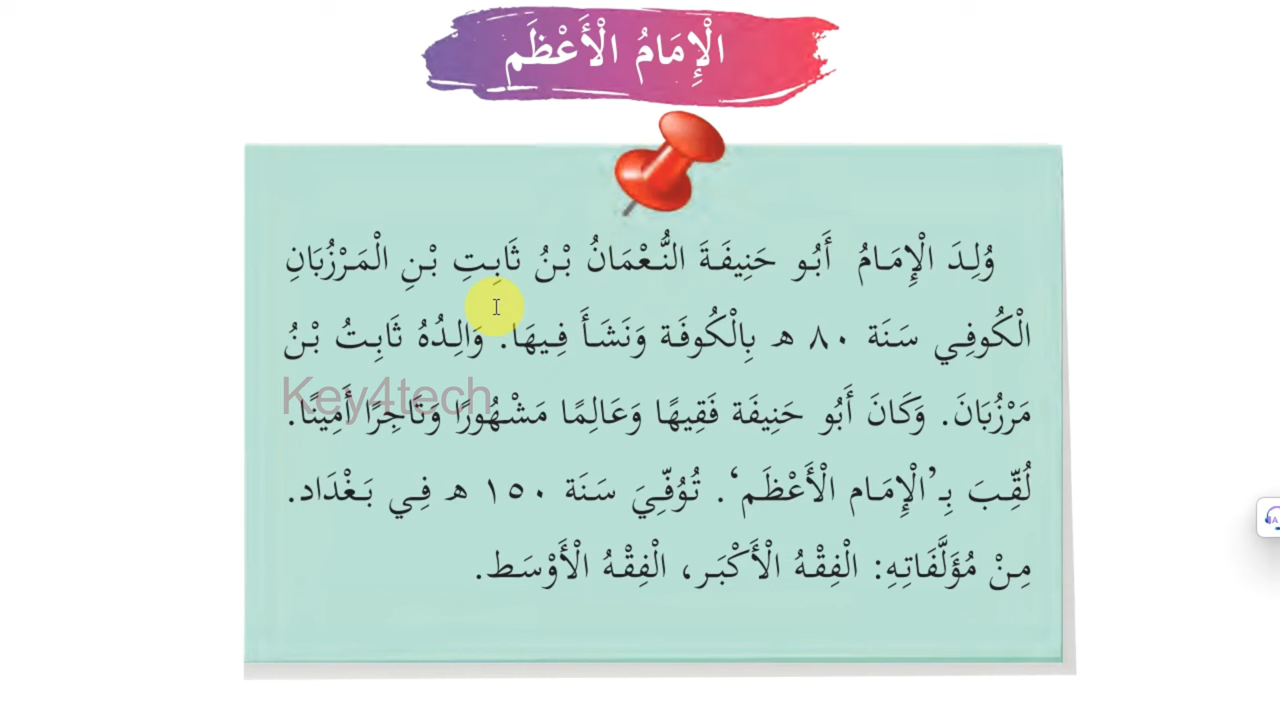 الْإِمَامُ الْأَعْظَم
وُلِدَ الْإِمَامُ أَبُو حَنِيفَةَ النُّعْمَانُ بْنُ ثَابِتِ بْنِ الْمَرْزُبَانِ
الْكُوفِي سَنَة ٨٠ هـ بِالْكُوفَة وَنَشَأَ فِيهَا. وَالِدُهُ ثَابِتُ بْنُ
مَرْزُبَانَ. وَكَانَ أَبُو حَنِيفَة فَقِيهًا وَعَالِمًا مَشْهُورًا وَتَاجِرًا أَمِينًا.
Key4tech
لُقِّبَ بِـ’الْإِمَام الْأَعْظَم‘. تُوُفِّيَ سَنَة ١٥٠ هـ فِي بَغْدَاد.
مِنْ مُؤَلَّفَاتِهِ: الْفِقْهُ الْأَكْبَر، الْفِقْهُ الْأَوْسَط.